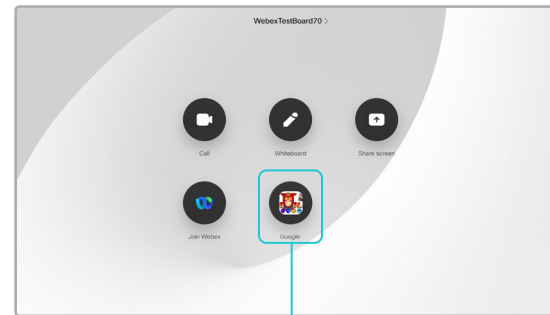 WebexTestBoard70 >
Call
Whiteboard
Share screen
Join Webex
Google